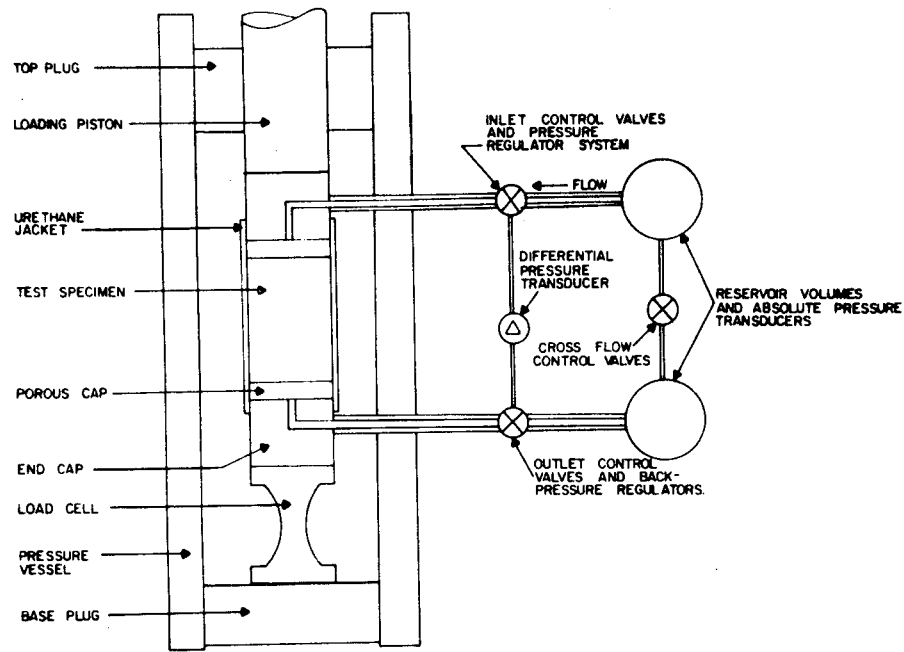 TOP PLUG
LOADING PISTON
URETHANE
JACKET
TEST SPECIMEN
POROUS CAP
END CAP
LOAD CELL
PRESSURE
VESSEL
BASE PLUG
INLET CONTROL VALVES
AND PRESSURE
REGULATOR SYSTEM
FLOW
DIFFERENTIAL
PRESSURE
TRANSDUCER
CROSS FLOW
CONTROL VALVES
RESERVOIR VOLUMES
AND ABSOLUTE PRESSURE
TRANSDUCERS
OUTLET CONTROL
VALVES AND BACK-
PRESSURE REGULATORS.